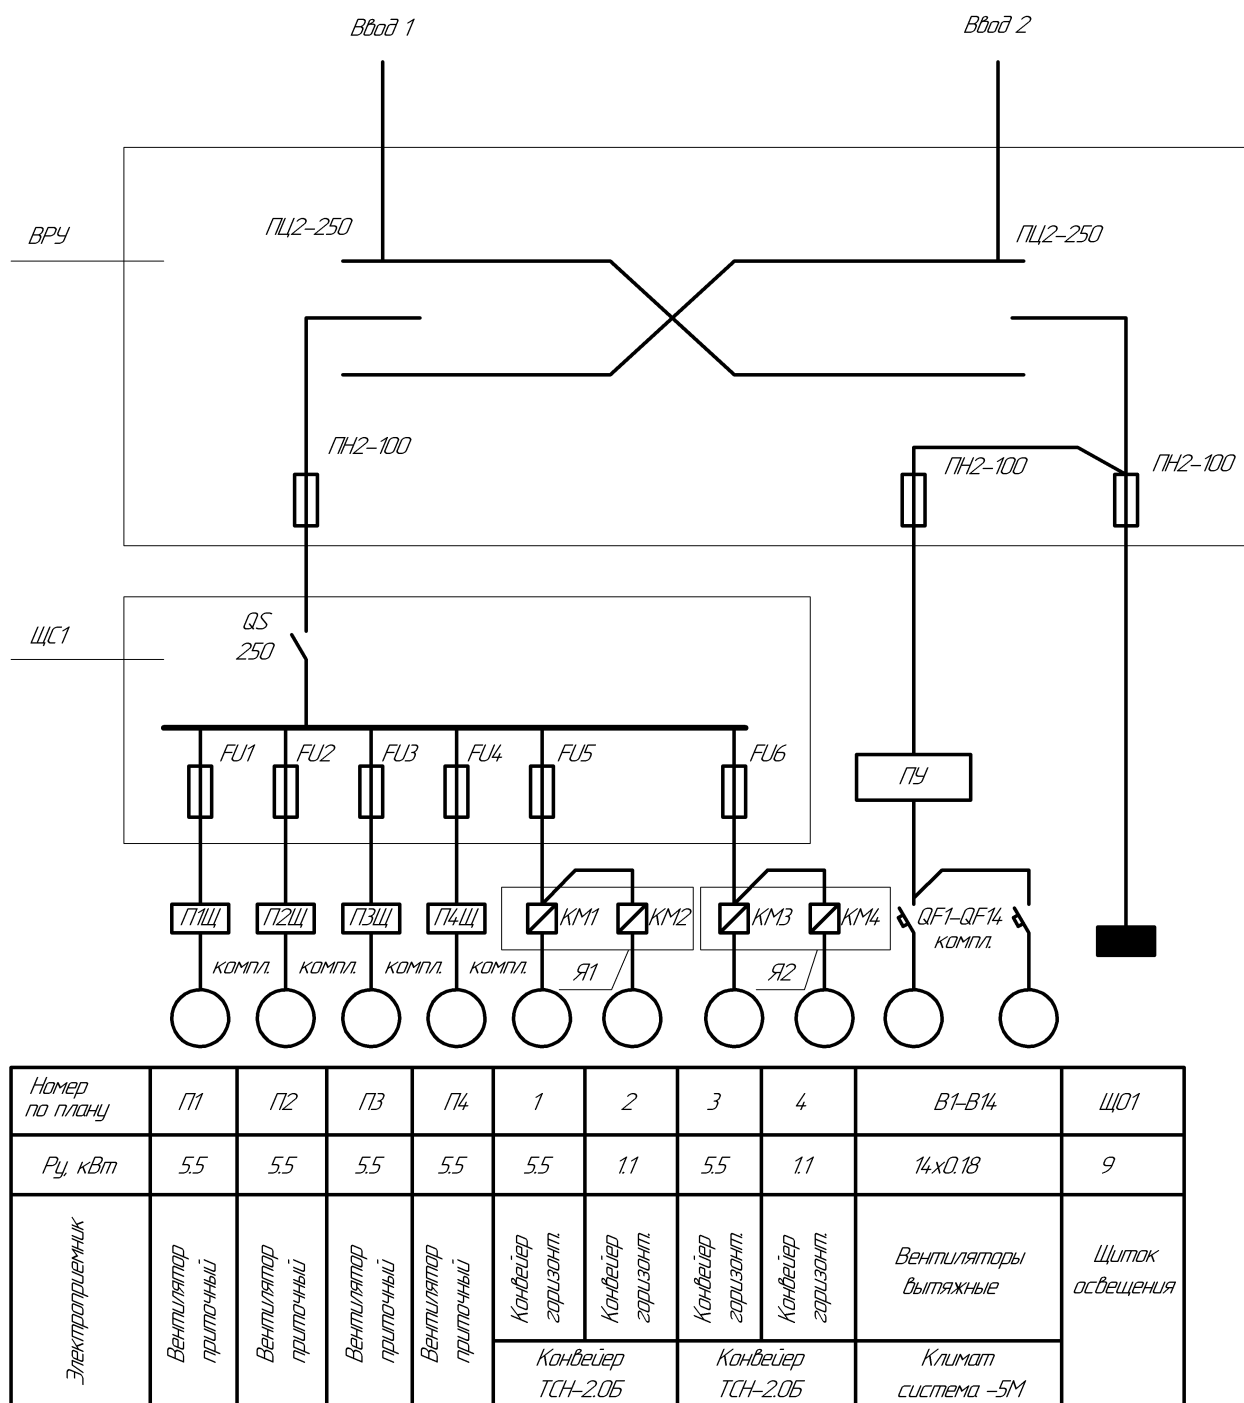 Ввод 1
Ввод 2
ВРУ
ПЦ2-250
ПЦ2-250
ПН2-100
ПН2-100
ПН2-100
ЩС1
QS
250
FU1
FU2
FU3
FU4
FU5
FU6
ПУ
П1Щ
П2Щ
П3Щ
П4Щ
КМ1
КМ2
КМ3
КМ4
QF1-QF14
компл.
компл.
компл.
компл.
компл.
Я1
Я2
Номер
по плану
П1
П2
П3
П4
1
2
3
4
В1-В14
ЩО1
Ру, кВт
5.5
5.5
5.5
5.5
5.5
1.1
5.5
1.1
14х0.18
9
Электроприемник
Вентилятор
приточный
Вентилятор
приточный
Вентилятор
приточный
Вентилятор
приточный
Конвейер
горизонт.
Конвейер
горизонт.
Конвейер
горизонт.
Конвейер
горизонт.
Вентиляторы
вытяжные
Щиток
освещения
Конвейер
ТСН-2.0Б
Конвейер
ТСН-2.0Б
Климат
система -5М